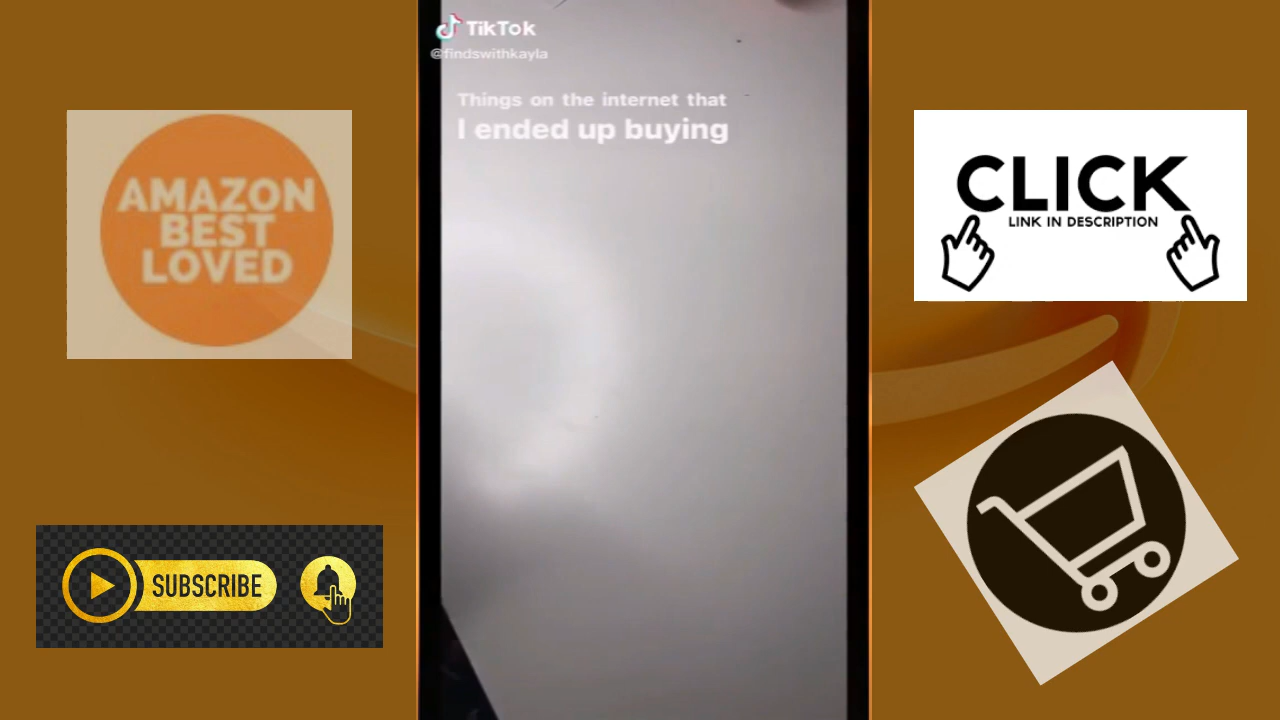 TikTok
@findswithkayla
Things on the internet that
I ended up buying
AMAZON
BEST
LOVED
CLICK
LINK IN DESCRIPTION
SUBSCRIBE